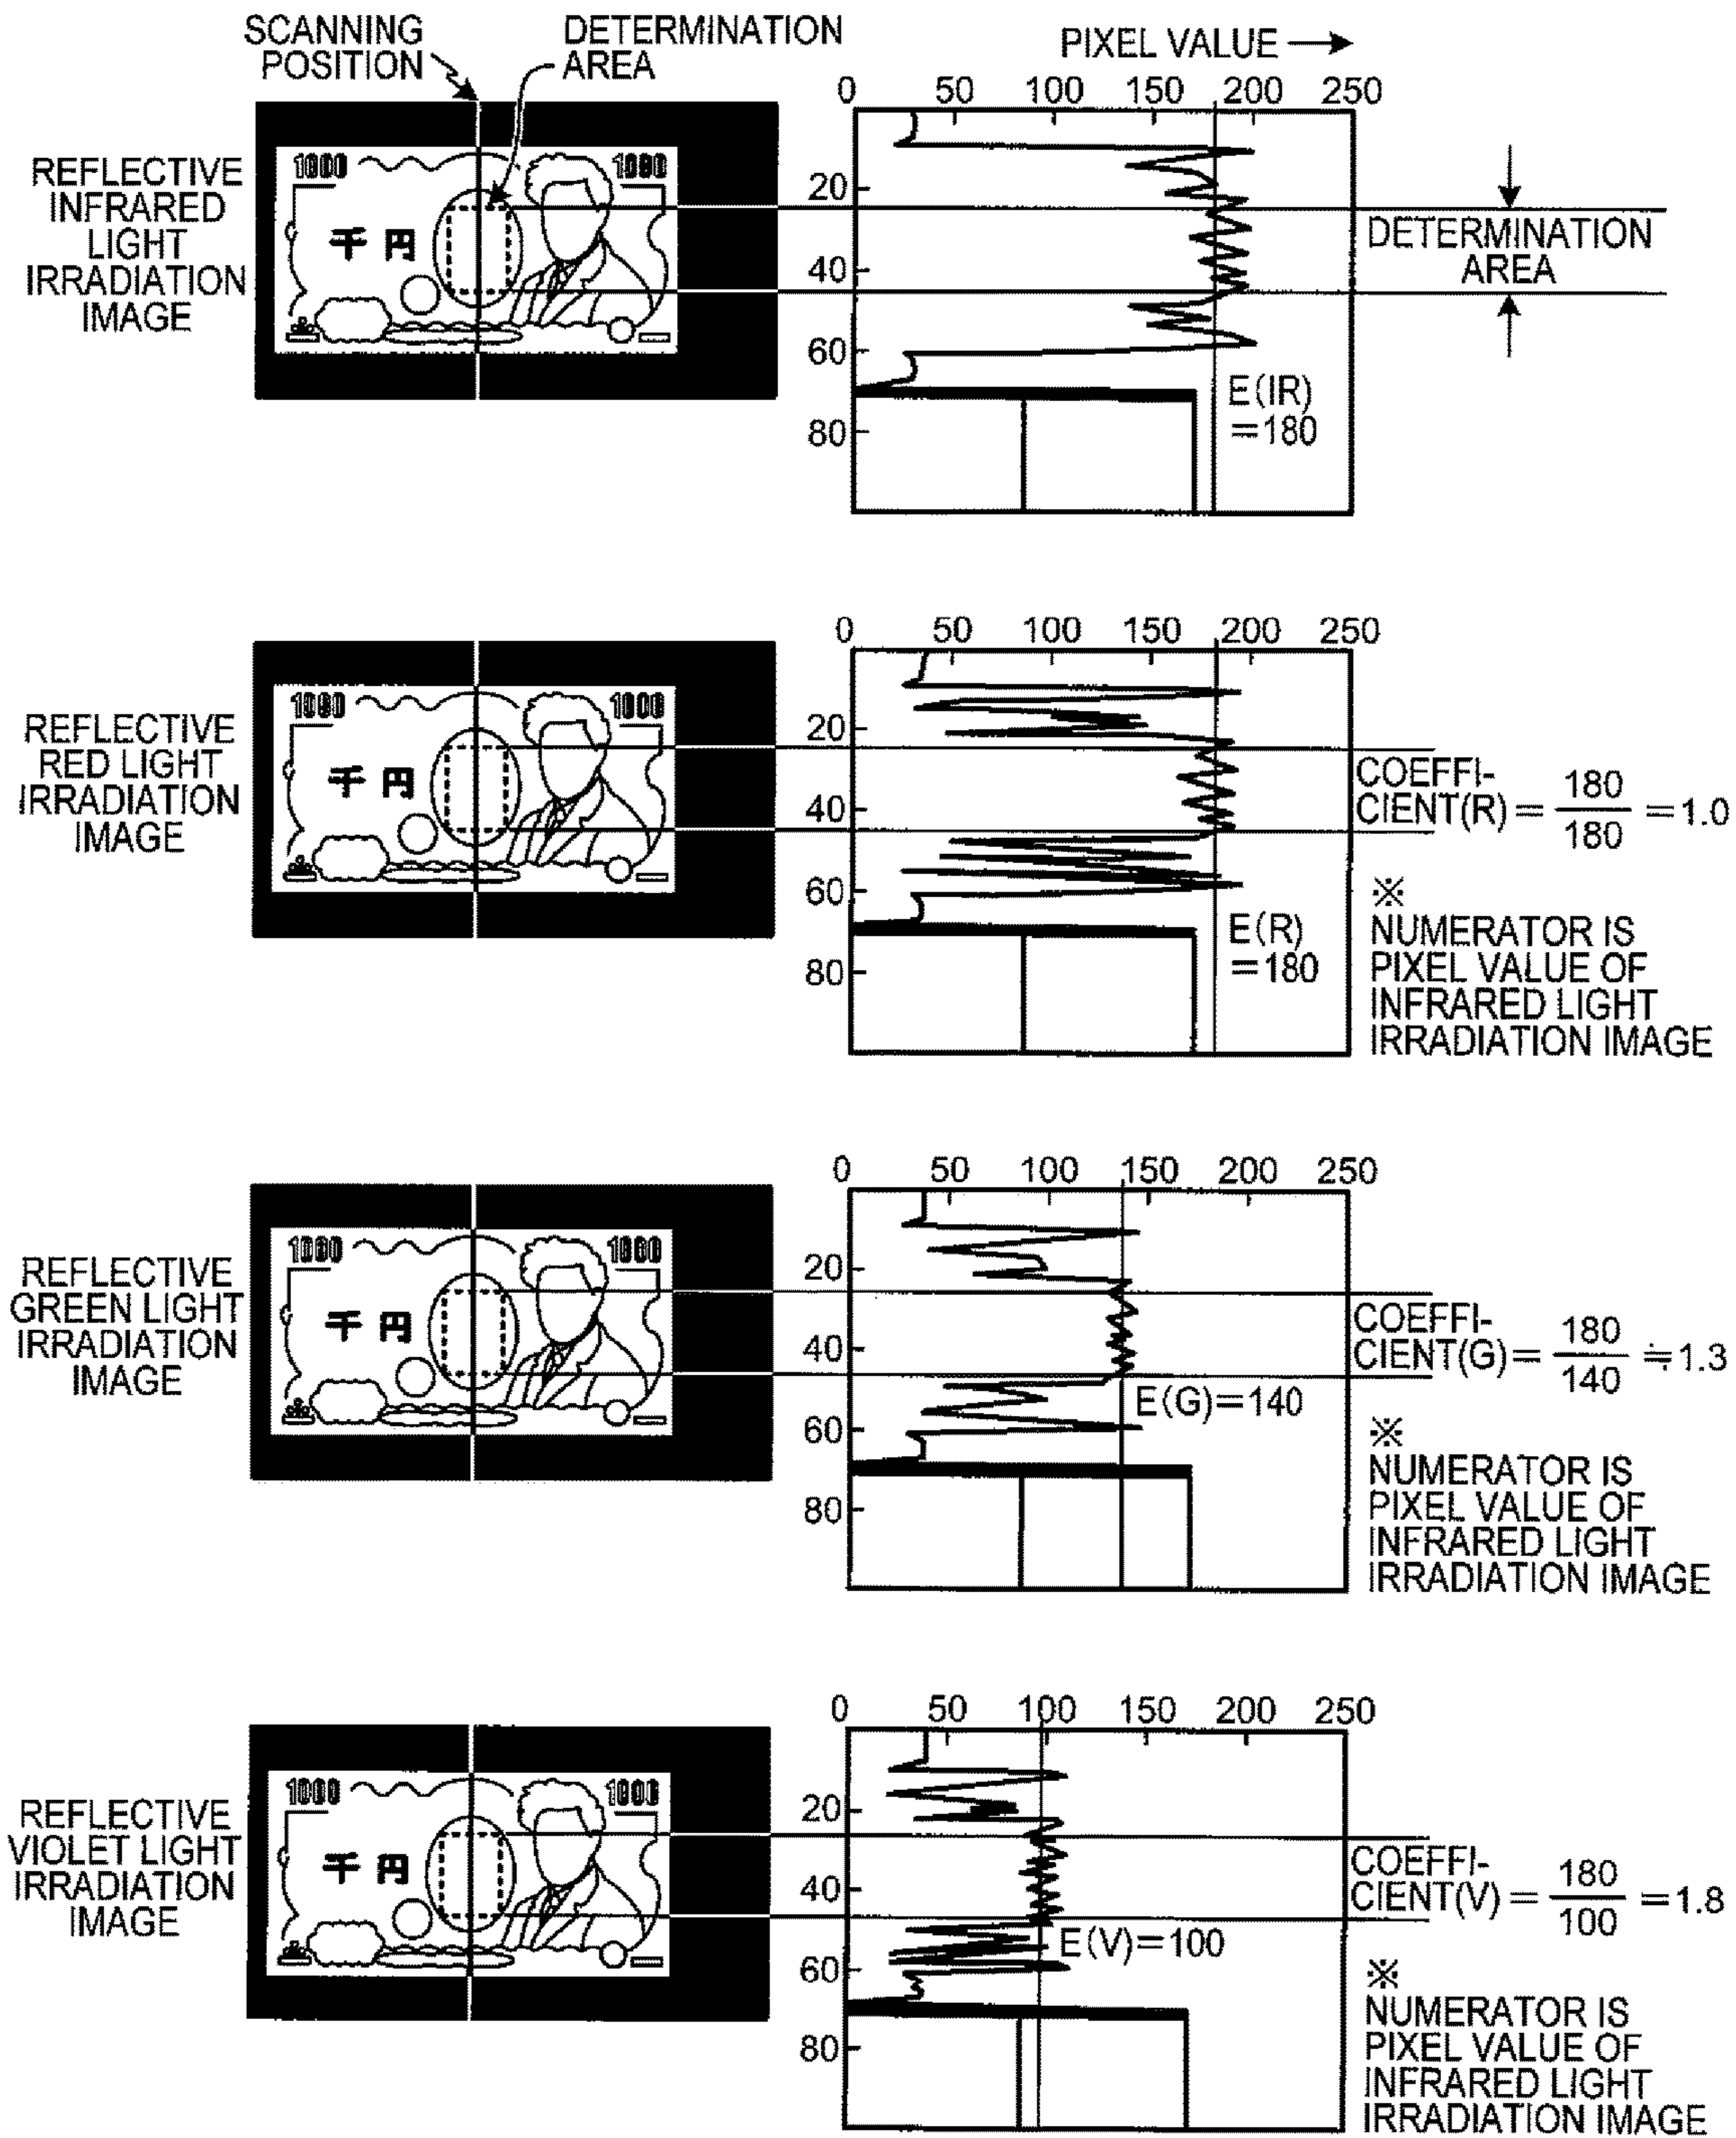 SCANNING
POSITION
DETERMINATION
AREA
PIXEL VALUE →
0 50 100 150 200 250
REFLECTIVE
INFRARED
LIGHT
IRRADIATION
IMAGE
1000 1000
千 円
20
40
60
80
DETERMINATION
AREA
E(IR)
=180
0 50 100 150 200 250
REFLECTIVE
RED LIGHT
IRRADIATION
IMAGE
1000 1000
千 円
20
40
60
80
E(R)
=180
COEFFI-
CIENT(R) = 180/180 = 1.0
※
NUMERATOR IS
PIXEL VALUE OF
INFRARED LIGHT
IRRADIATION IMAGE
0 50 100 150 200 250
REFLECTIVE
GREEN LIGHT
IRRADIATION
IMAGE
1000 1000
千 円
20
40
60
80
E(G)=140
COEFFI-
CIENT(G) = 180/140 ≒ 1.3
※
NUMERATOR IS
PIXEL VALUE OF
INFRARED LIGHT
IRRADIATION IMAGE
0 50 100 150 200 250
REFLECTIVE
VIOLET LIGHT
IRRADIATION
IMAGE
1000 1000
千 円
20
40
60
80
E(V)=100
COEFFI-
CIENT(V) = 180/100 = 1.8
※
NUMERATOR IS
PIXEL VALUE OF
INFRARED LIGHT
IRRADIATION IMAGE